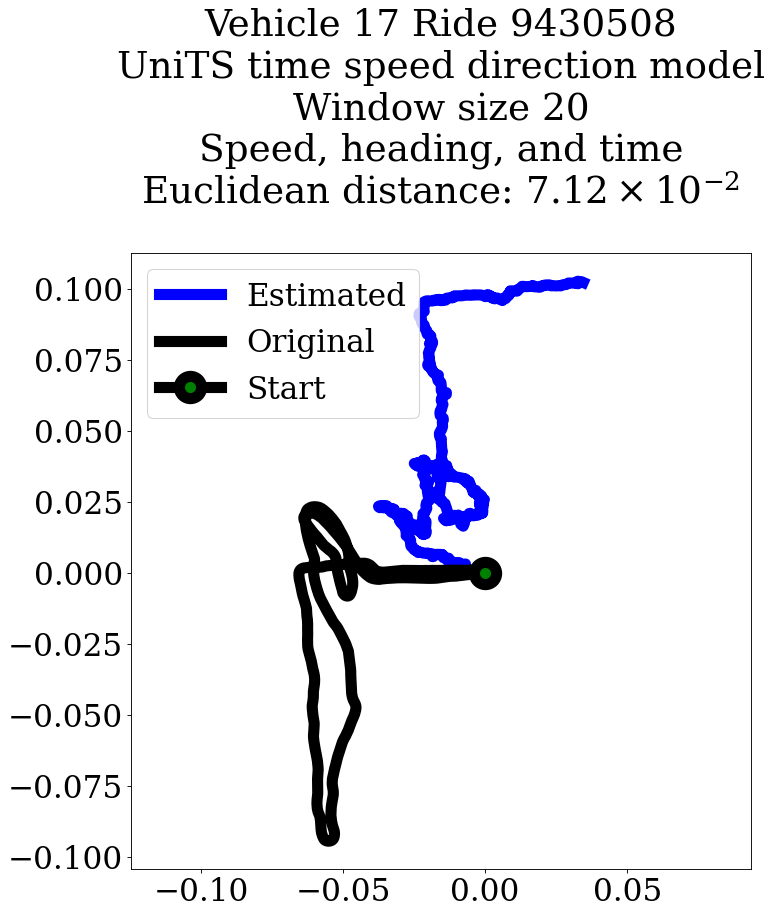 Vehicle 17 Ride 9430508
UniTS time speed direction model
Window size 20
Speed, heading, and time
Euclidean distance: 7.12 × 10⁻²
Estimated
Original
Start
0.100
0.075
0.050
0.025
0.000
−0.025
−0.050
−0.075
−0.100
−0.10 −0.05 0.00 0.05